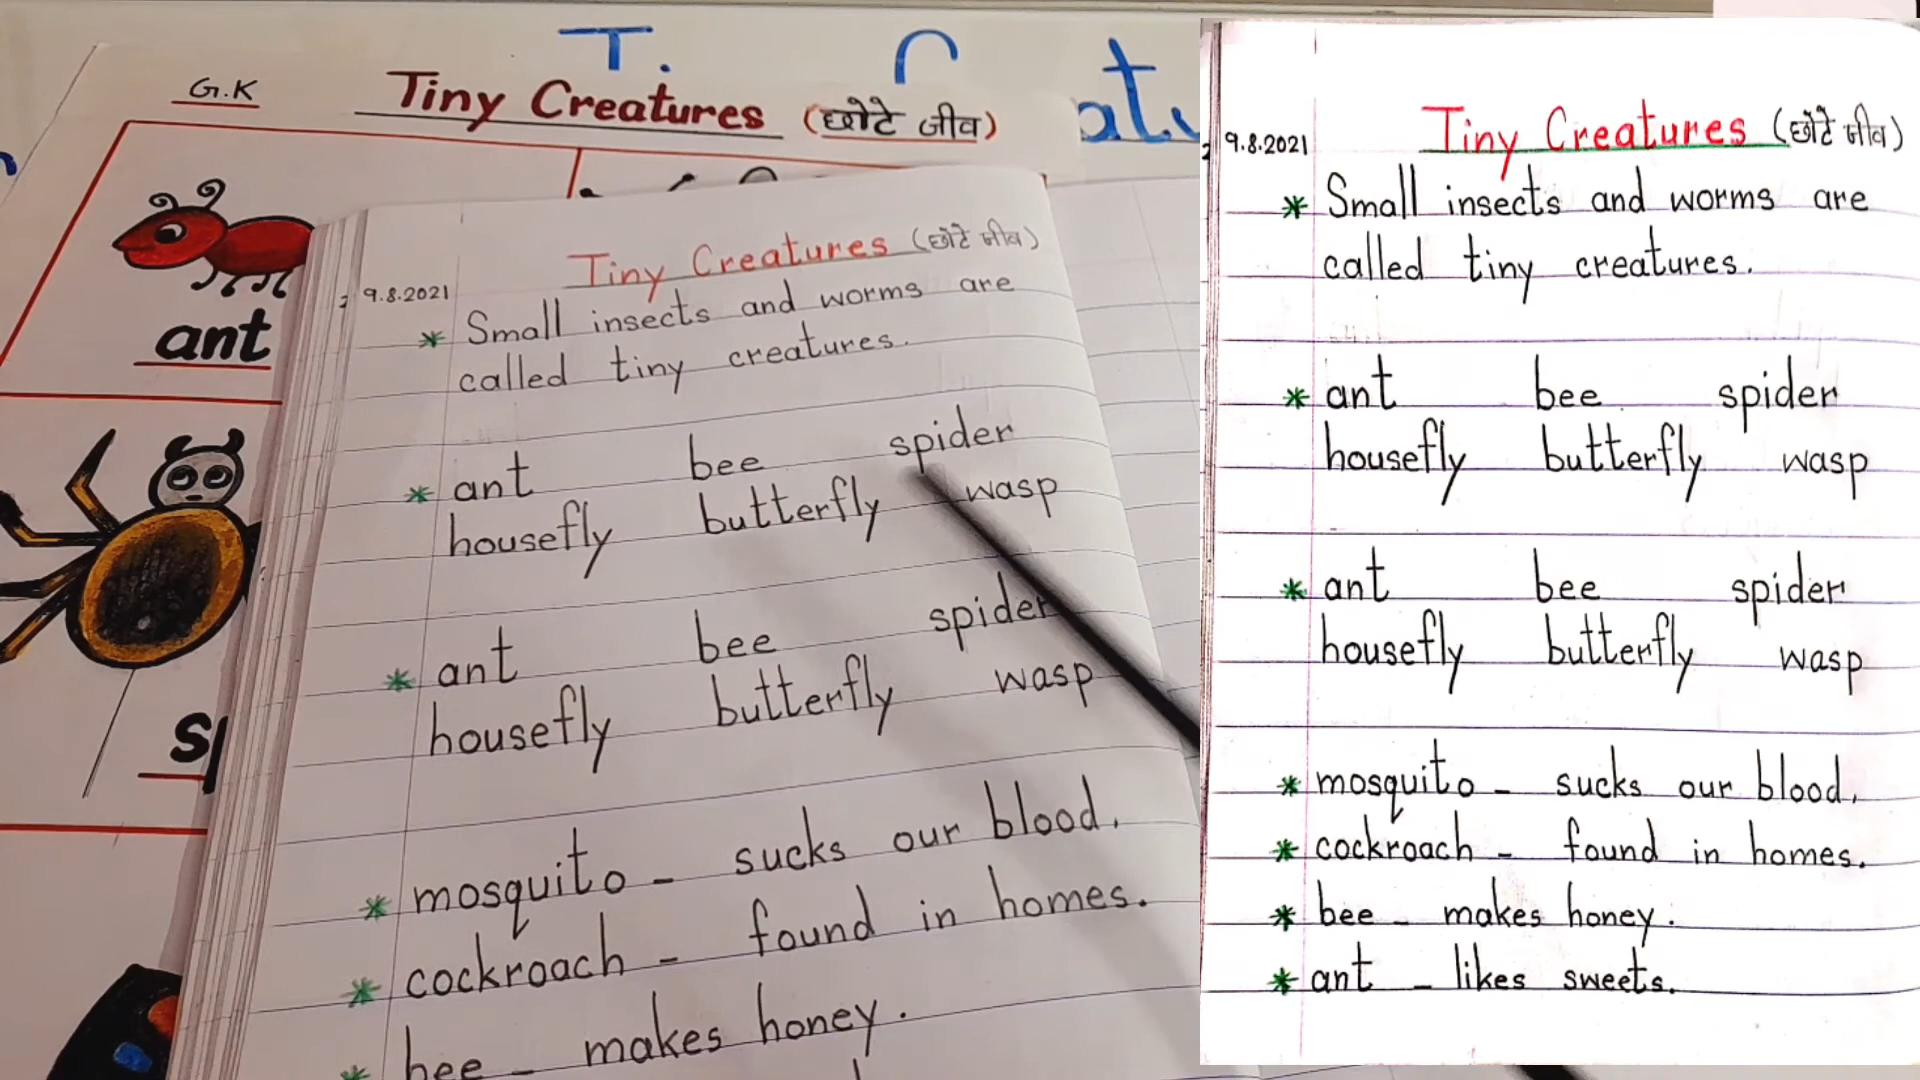 G.K
Tiny Creatures (छोटे जीव)
ant
Tiny Creatures (छोटे जीव)
9.8.2021
* Small insects and worms are
called tiny creatures.
* ant bee spider
housefly butterfly wasp
* ant bee spider
housefly butterfly wasp
* mosquito - sucks our blood.
* cockroach - found in homes.
* bee - makes honey.
Tiny Creatures (छोटे जीव)
9.8.2021
* Small insects and worms are
called tiny creatures.
* ant bee spider
housefly butterfly wasp
* ant bee spider
housefly butterfly wasp
* mosquito - sucks our blood.
* cockroach - found in homes.
* bee - makes honey.
* ant - likes sweets.